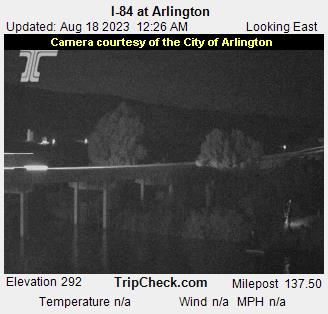 I-84 at Arlington
Updated: Aug 18 2023 12:26 AM Looking East
Camera courtesy of the City of Arlington
Elevation 292 TripCheck.com Milepost 137.50
Temperature n/a Wind n/a MPH n/a